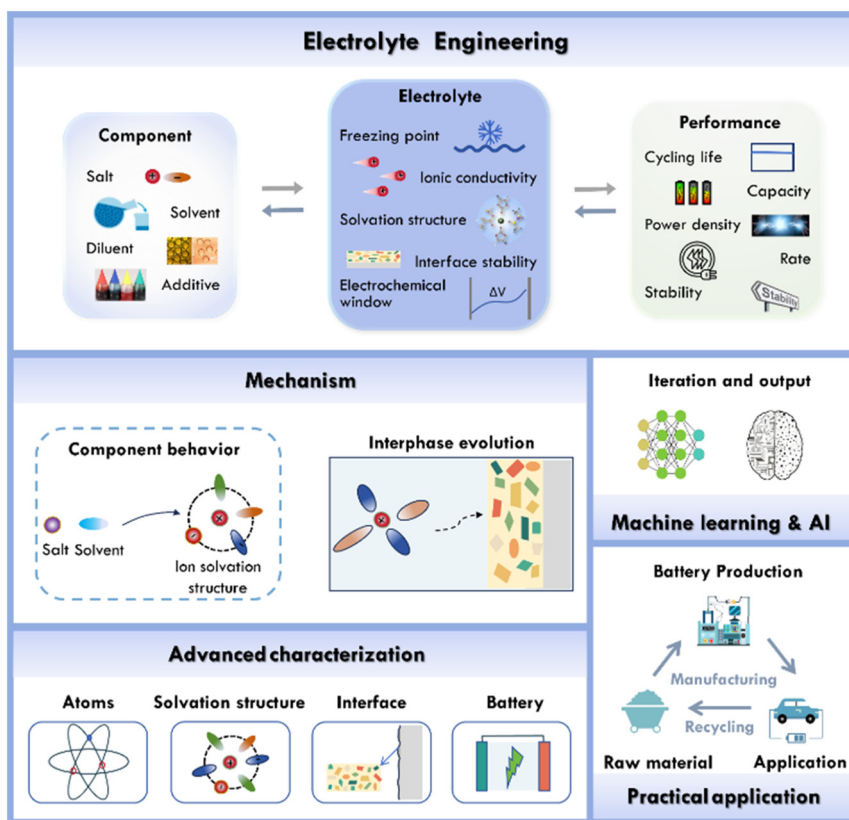 Electrolyte Engineering
Component
Salt
Solvent
Diluent
Additive
Electrolyte
Freezing point
Ionic conductivity
Solvation structure
Interface stability
Electrochemical
window
ΔV
Performance
Cycling life
Capacity
Power density
Rate
Stability
Stability
Mechanism
Component behavior
Salt Solvent
Ion solvation
structure
Interphase evolution
Iteration and output
Machine learning & AI
Advanced characterization
Atoms
Solvation structure
Interface
Battery
Battery Production
Manufacturing
Recycling
Raw material
Application
Practical application